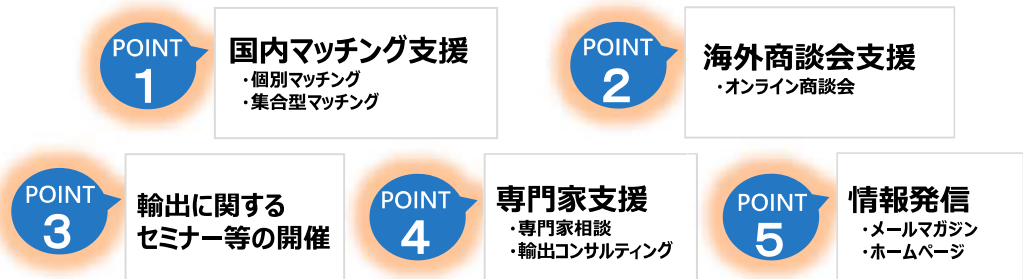 POINT
1
国内マッチング支援
・個別マッチング
・集合型マッチング
POINT
2
海外商談会支援
・オンライン商談会
POINT
3
輸出に関する
セミナー等の開催
POINT
4
専門家支援
・専門家相談
・輸出コンサルティング
POINT
5
情報発信
・メールマガジン
・ホームページ